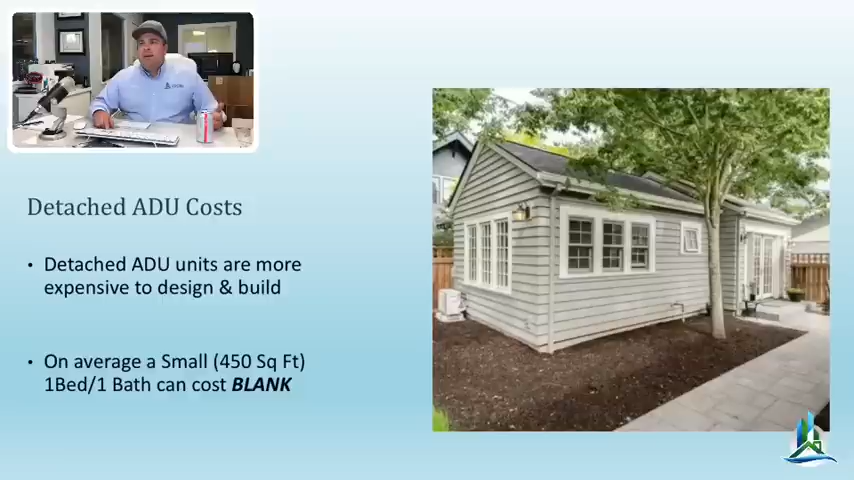 Detached ADU Costs
• Detached ADU units are more
expensive to design & build
• On average a Small (450 Sq Ft)
1Bed/1 Bath can cost BLANK